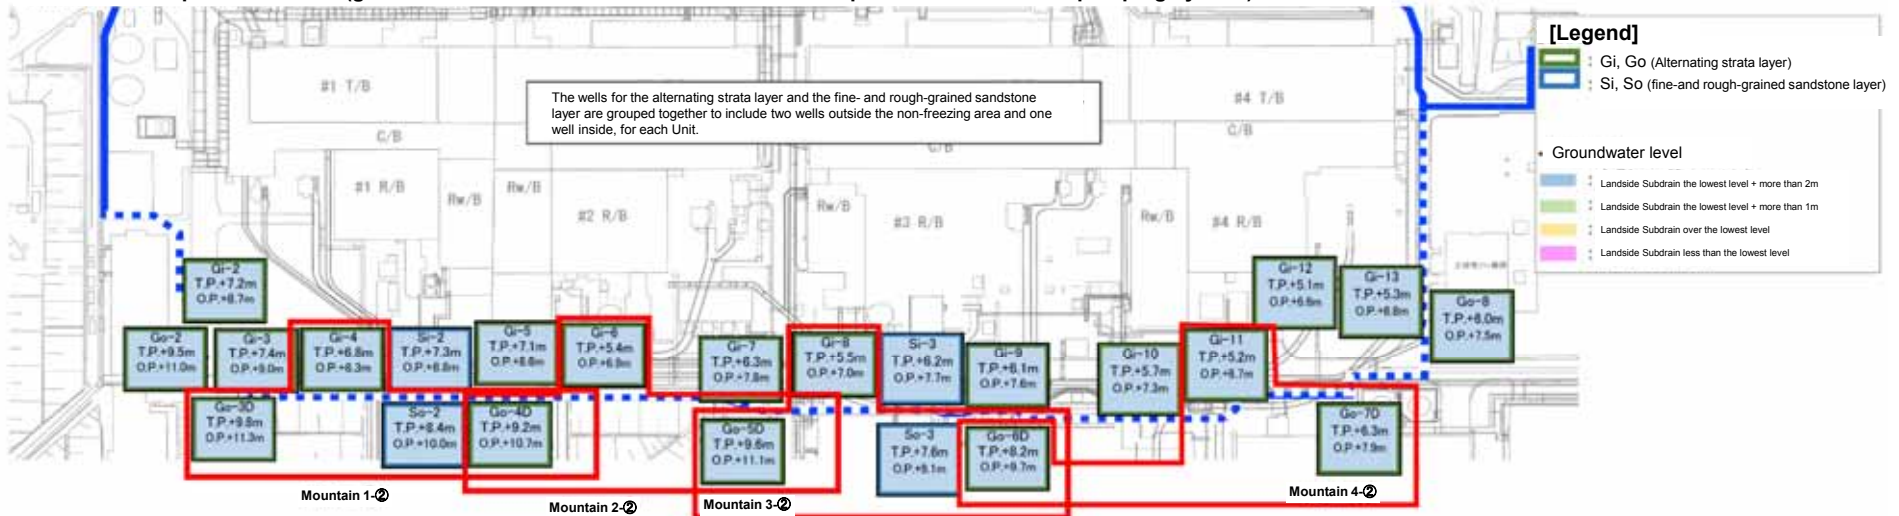 [Legend]
: Gi, Go (Alternating strata layer)
: Si, So (fine-and rough-grained sandstone layer)
• Groundwater level
: Landside Subdrain the lowest level + more than 2m
: Landside Subdrain the lowest level + more than 1m
: Landside Subdrain over the lowest level
: Landside Subdrain less than the lowest level
The wells for the alternating strata layer and the fine- and rough-grained sandstone
layer are grouped together to include two wells outside the non-freezing area and one
well inside, for each Unit.
#1 T/B
#4 T/B
C/B
C/B
C/B
#1 R/B
Rw/B
Rw/B
#2 R/B
Rw/B
#3 R/B
Rw/B
#4 R/B
Gi-2
T.P.+7.2m
O.P.+8.7m
Gi-12
T.P.+5.1m
O.P.+6.6m
Gi-13
T.P.+5.3m
O.P.+6.8m
Go-8
T.P.+6.0m
O.P.+7.5m
Go-2
T.P.+9.5m
O.P.+11.0m
Gi-3
T.P.+7.4m
O.P.+9.0m
Gi-4
T.P.+6.8m
O.P.+8.3m
Si-2
T.P.+7.3m
O.P.+8.8m
Gi-5
T.P.+7.1m
O.P.+8.6m
Gi-6
T.P.+5.4m
O.P.+6.9m
Gi-7
T.P.+6.3m
O.P.+7.8m
Gi-8
T.P.+5.5m
O.P.+7.0m
Si-3
T.P.+6.2m
O.P.+7.7m
Gi-9
T.P.+6.1m
O.P.+7.6m
Gi-10
T.P.+5.7m
O.P.+7.3m
Gi-11
T.P.+5.2m
O.P.+6.7m
Go-3D
T.P.+9.8m
O.P.+11.3m
So-2
T.P.+8.4m
O.P.+10.0m
Go-4D
T.P.+9.2m
O.P.+10.7m
Go-5D
T.P.+9.6m
O.P.+11.1m
So-3
T.P.+7.6m
O.P.+9.1m
Go-6D
T.P.+8.2m
O.P.+9.7m
Go-7D
T.P.+6.3m
O.P.+7.9m
Mountain 1-②
Mountain 2-②
Mountain 3-②
Mountain 4-②